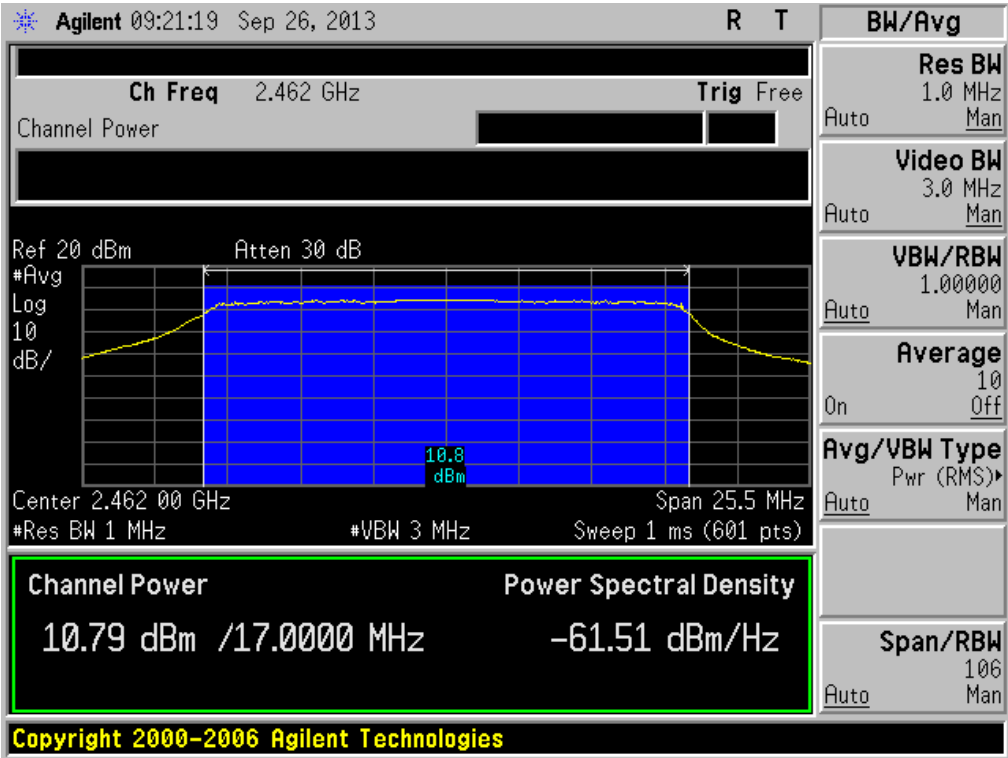 Agilent 09:21:19 Sep 26, 2013 R T
Ch Freq 2.462 GHz Trig Free
Channel Power
Ref 20 dBm Atten 30 dB
#Avg
Log
10
dB/
10.8
dBm
Center 2.462 00 GHz Span 25.5 MHz
#Res BW 1 MHz #VBW 3 MHz Sweep 1 ms (601 pts)
Channel Power Power Spectral Density
10.79 dBm /17.0000 MHz -61.51 dBm/Hz
Copyright 2000-2006 Agilent Technologies
BW/Avg
Res BW
1.0 MHz
Auto Man
Video BW
3.0 MHz
Auto Man
VBW/RBW
1.00000
Auto Man
Average
10
On Off
Avg/VBW Type
Pwr (RMS)▸
Auto Man
Span/RBW
106
Auto Man